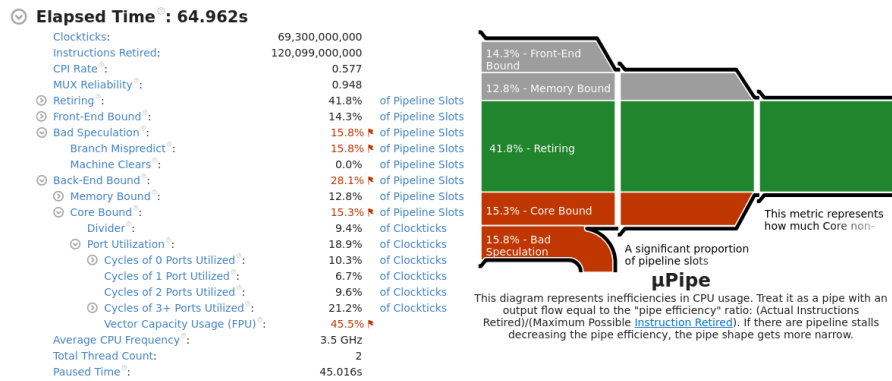 Elapsed Time: 64.962s
Clockticks: 69,300,000,000
Instructions Retired: 120,099,000,000
CPI Rate: 0.577
MUX Reliability: 0.948
Retiring: 41.8% of Pipeline Slots
Front-End Bound: 14.3% of Pipeline Slots
Bad Speculation: 15.8% of Pipeline Slots
Branch Mispredict: 15.8% of Pipeline Slots
Machine Clears: 0.0% of Pipeline Slots
Back-End Bound: 28.1% of Pipeline Slots
Memory Bound: 12.8% of Pipeline Slots
Core Bound: 15.3% of Pipeline Slots
Divider: 9.4% of Clockticks
Port Utilization: 18.9% of Clockticks
Cycles of 0 Ports Utilized: 10.3% of Clockticks
Cycles of 1 Port Utilized: 6.7% of Clockticks
Cycles of 2 Ports Utilized: 9.6% of Clockticks
Cycles of 3+ Ports Utilized: 21.2% of Clockticks
Vector Capacity Usage (FPU): 45.5%
Average CPU Frequency: 3.5 GHz
Total Thread Count: 2
Paused Time: 45.016s
14.3% - Front-End
Bound
12.8% - Memory Bound
41.8% - Retiring
15.3% - Core Bound
15.8% - Bad
Speculation
This metric represents
how much Core non-
A significant proportion
of pipeline slots
µPipe
This diagram represents inefficiencies in CPU usage. Treat it as a pipe with an
output flow equal to the "pipe efficiency" ratio: (Actual Instructions
Retired)/(Maximum Possible Instruction Retired). If there are pipeline stalls
decreasing the pipe efficiency, the pipe shape gets more narrow.